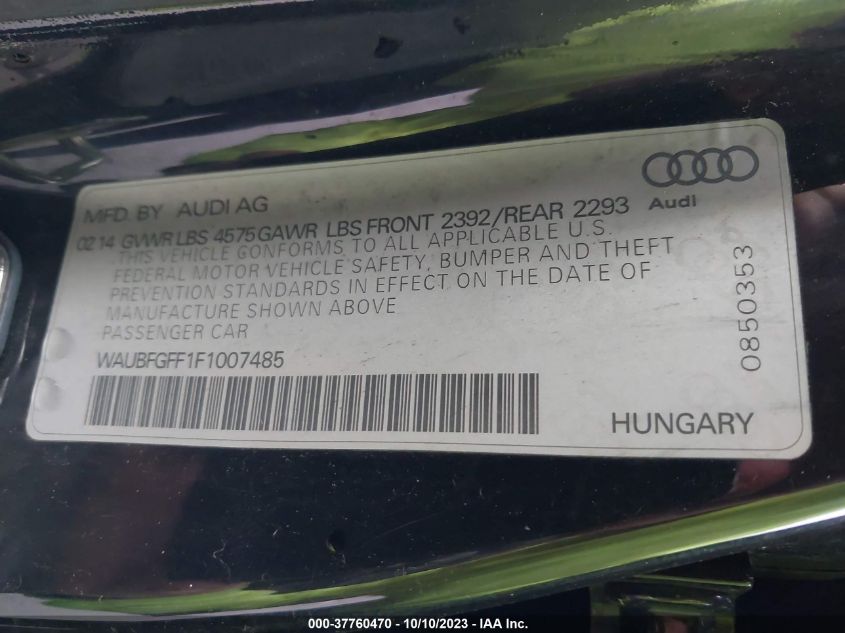 MFD. BY AUDI AG
0214 GVWR LBS 4575 GAWR LBS FRONT 2392/REAR 2293
THIS VEHICLE CONFORMS TO ALL APPLICABLE U.S.
FEDERAL MOTOR VEHICLE SAFETY, BUMPER AND THEFT
PREVENTION STANDARDS IN EFFECT ON THE DATE OF
MANUFACTURE SHOWN ABOVE
PASSENGER CAR
WAUBFGFF1F1007485
HUNGARY
Audi
0850353
000-37760470 - 10/10/2023 - IAA Inc.